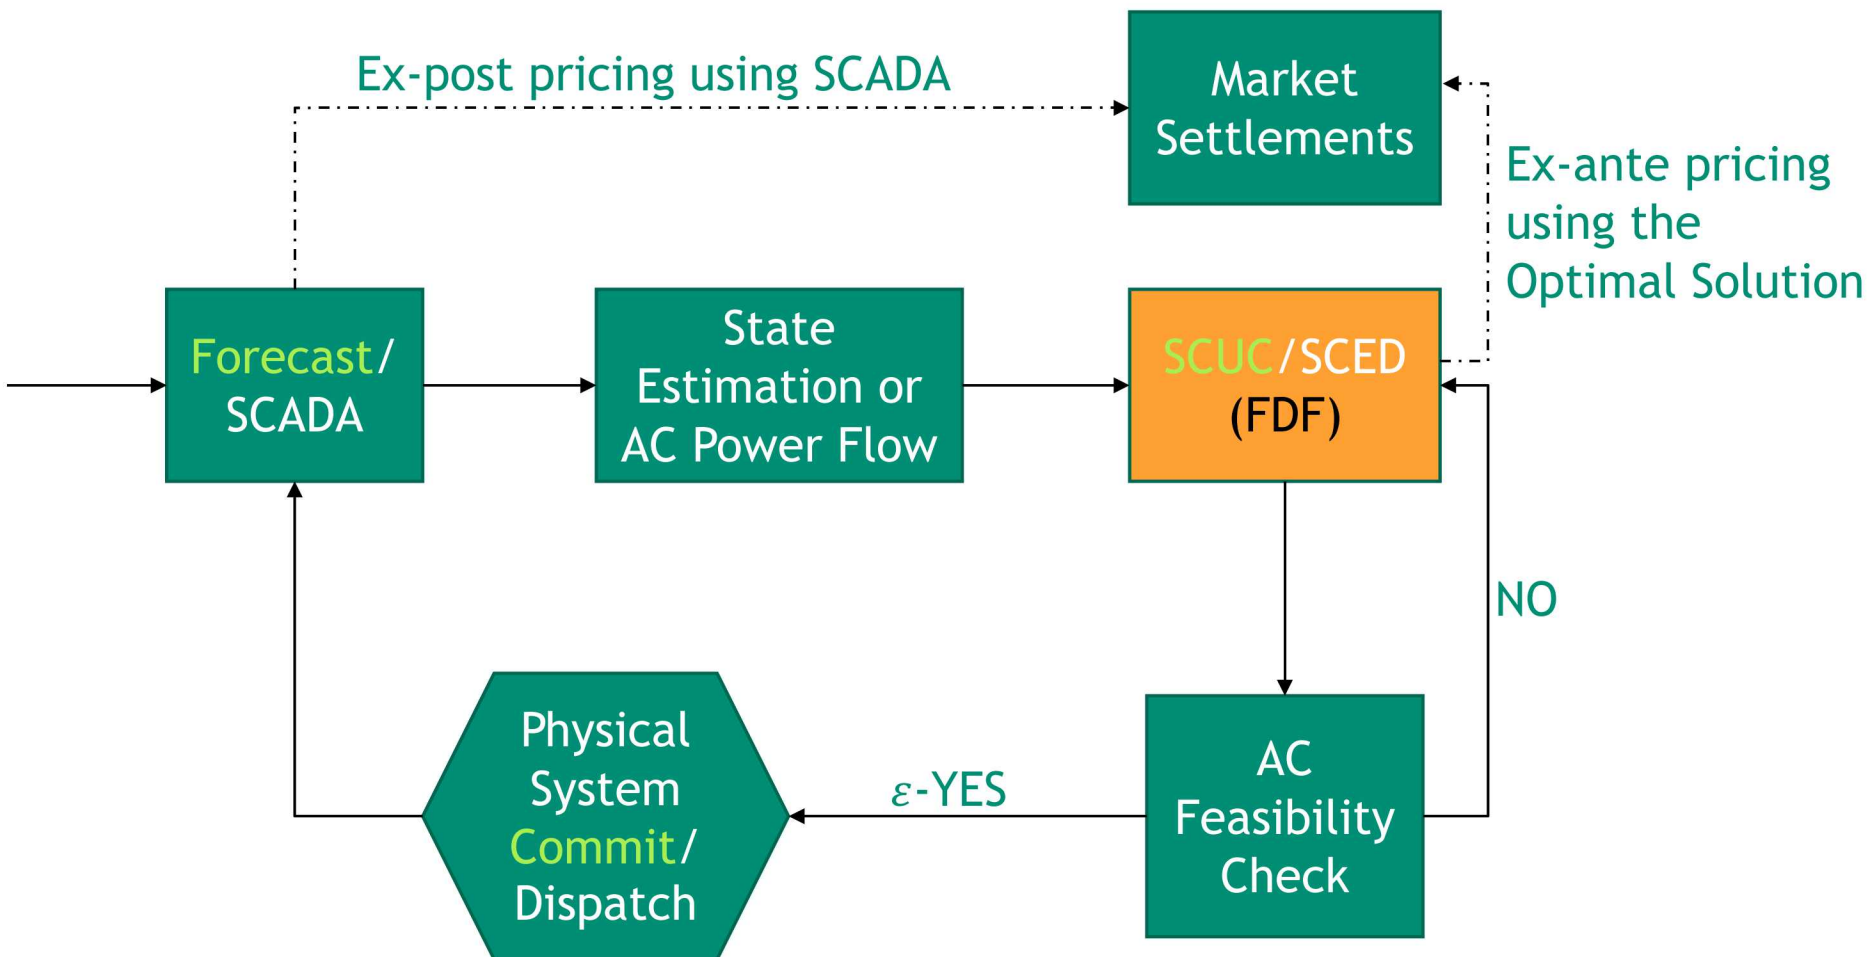 Ex-post pricing using SCADA
Market
Settlements
Ex-ante pricing
using the
Optimal Solution
Forecast/
SCADA
State
Estimation or
AC Power Flow
SCUC/SCED
(FDF)
NO
Physical
System
Commit/
Dispatch
ε-YES
AC
Feasibility
Check